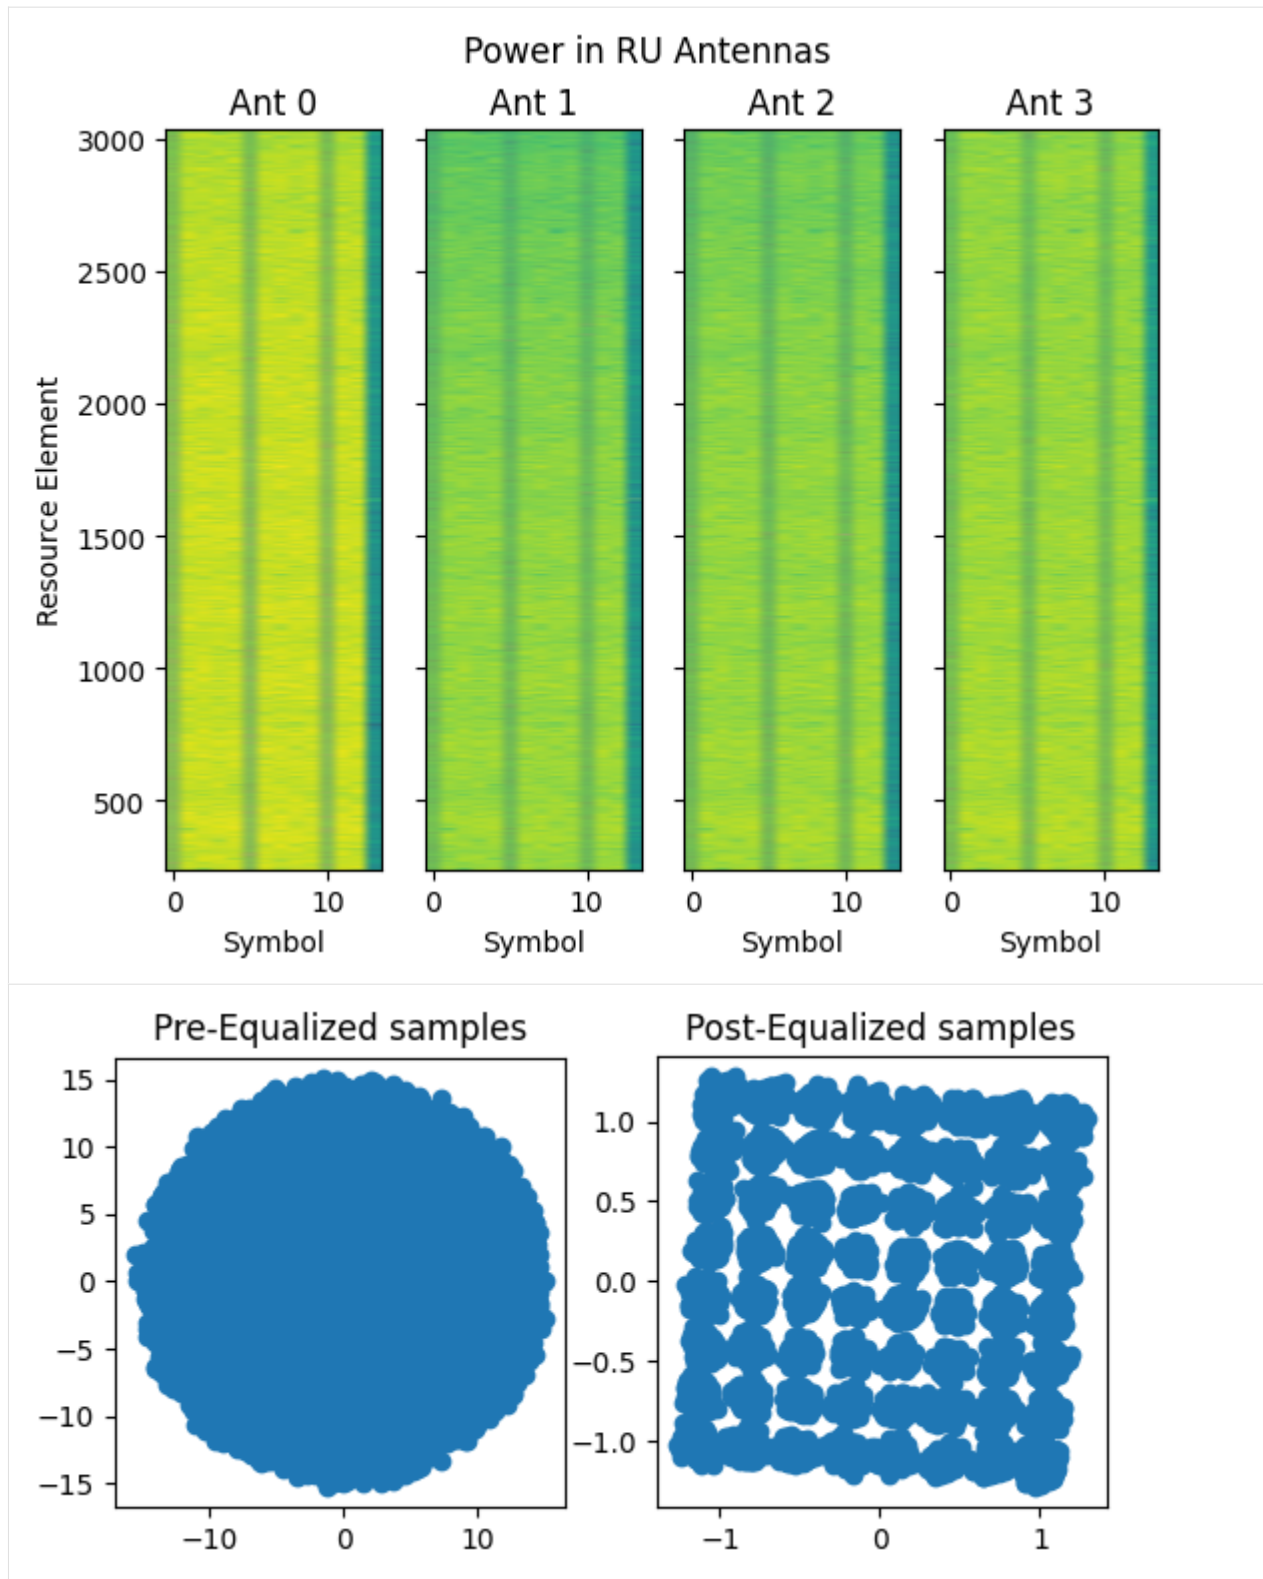 Power in RU Antennas
Ant 0 Ant 1 Ant 2 Ant 3
3000
2500
2000
1500
1000
500
Resource Element
0 10 0 10 0 10 0 10
Symbol Symbol Symbol Symbol
Pre-Equalized samples
15
10
5
0
−5
−10
−15
−10 0 10
Post-Equalized samples
1.0
0.5
0.0
−0.5
−1.0
−1 0 1